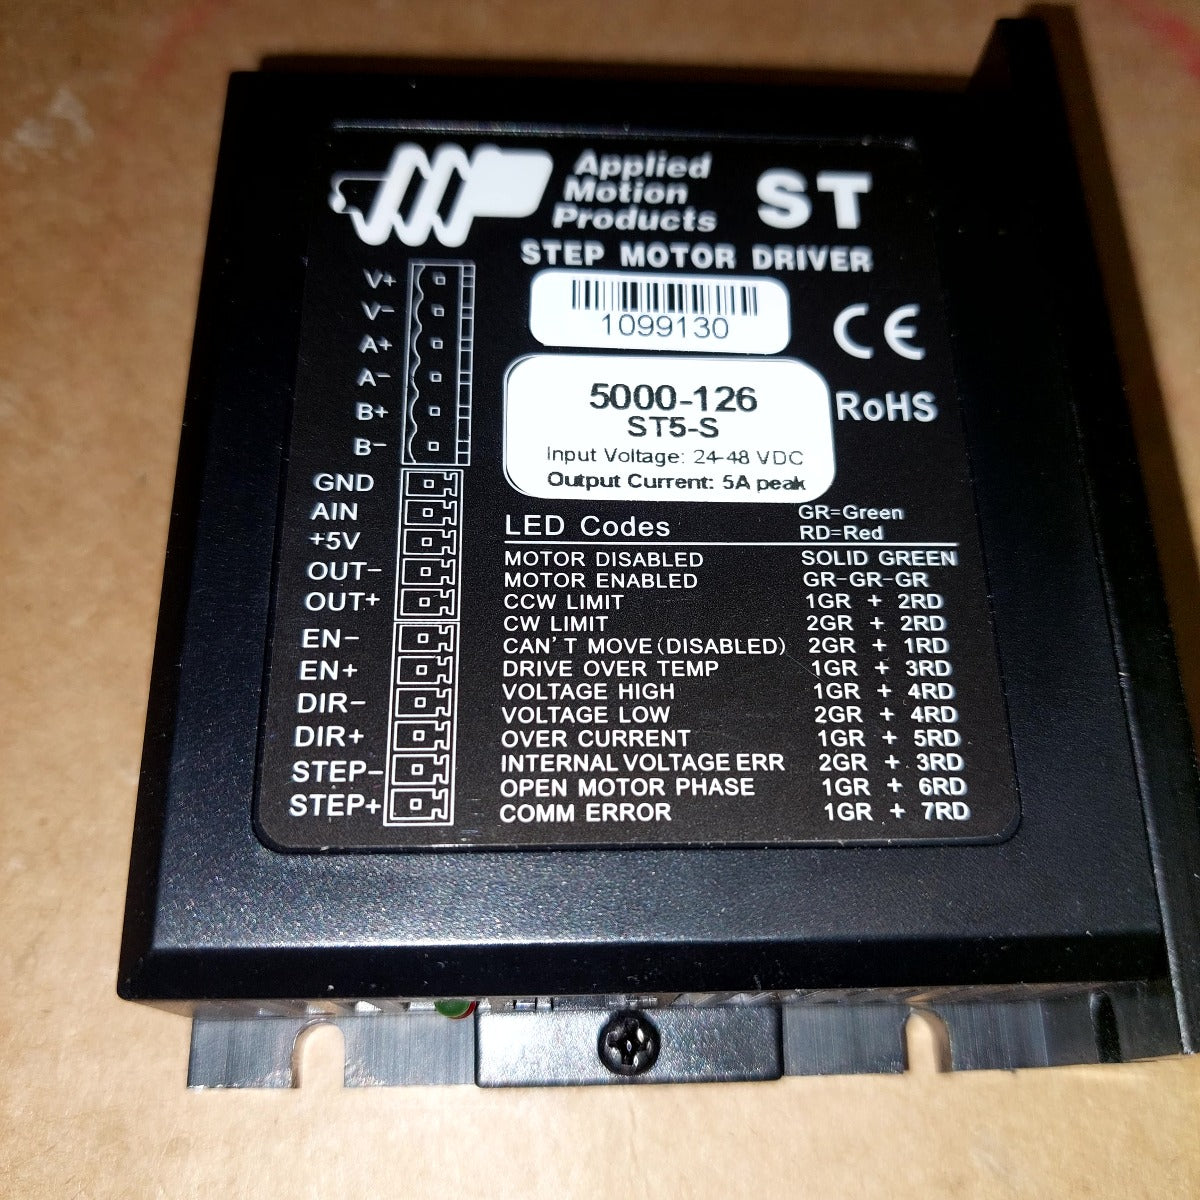 Applied
Motion
Products
ST
STEP MOTOR DRIVER
1099130
CE
RoHS
5000-126
ST5-S
Input Voltage: 24-48 VDC
Output Current: 5A peak
V+
V-
A+
A-
B+
B-
GND
AIN
+5V
OUT-
OUT+
EN-
EN+
DIR-
DIR+
STEP-
STEP+
LED Codes
GR=Green
RD=Red
MOTOR DISABLED SOLID GREEN
MOTOR ENABLED GR-GR-GR
CCW LIMIT 1GR + 2RD
CW LIMIT 2GR + 2RD
CAN'T MOVE(DISABLED) 2GR + 1RD
DRIVE OVER TEMP 1GR + 3RD
VOLTAGE HIGH 1GR + 4RD
VOLTAGE LOW 2GR + 4RD
OVER CURRENT 1GR + 5RD
INTERNAL VOLTAGE ERR 2GR + 3RD
OPEN MOTOR PHASE 1GR + 6RD
COMM ERROR 1GR + 7RD